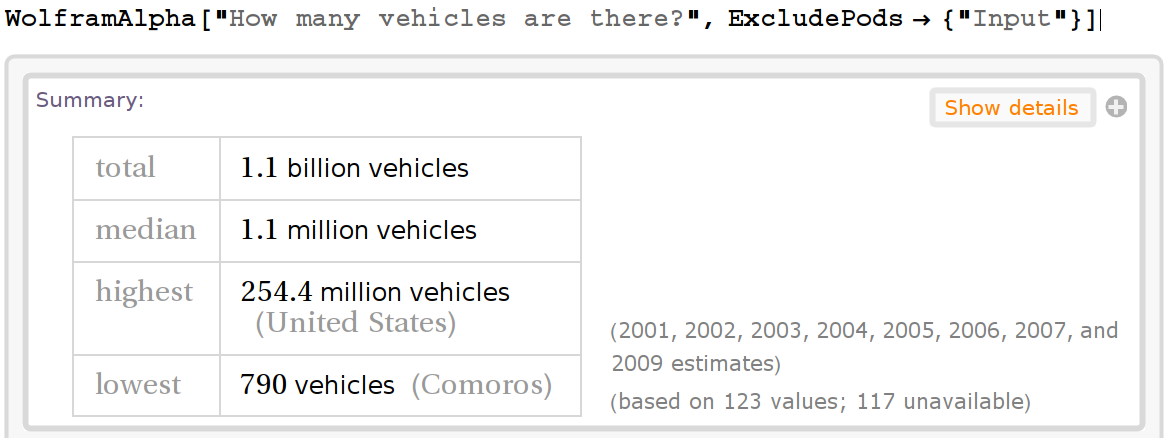 WolframAlpha["How many vehicles are there?", ExcludePods → {"Input"}]
Summary:
Show details
total 1.1 billion vehicles
median 1.1 million vehicles
highest 254.4 million vehicles
(United States)
lowest 790 vehicles (Comoros)
(2001, 2002, 2003, 2004, 2005, 2006, 2007, and
2009 estimates)
(based on 123 values; 117 unavailable)